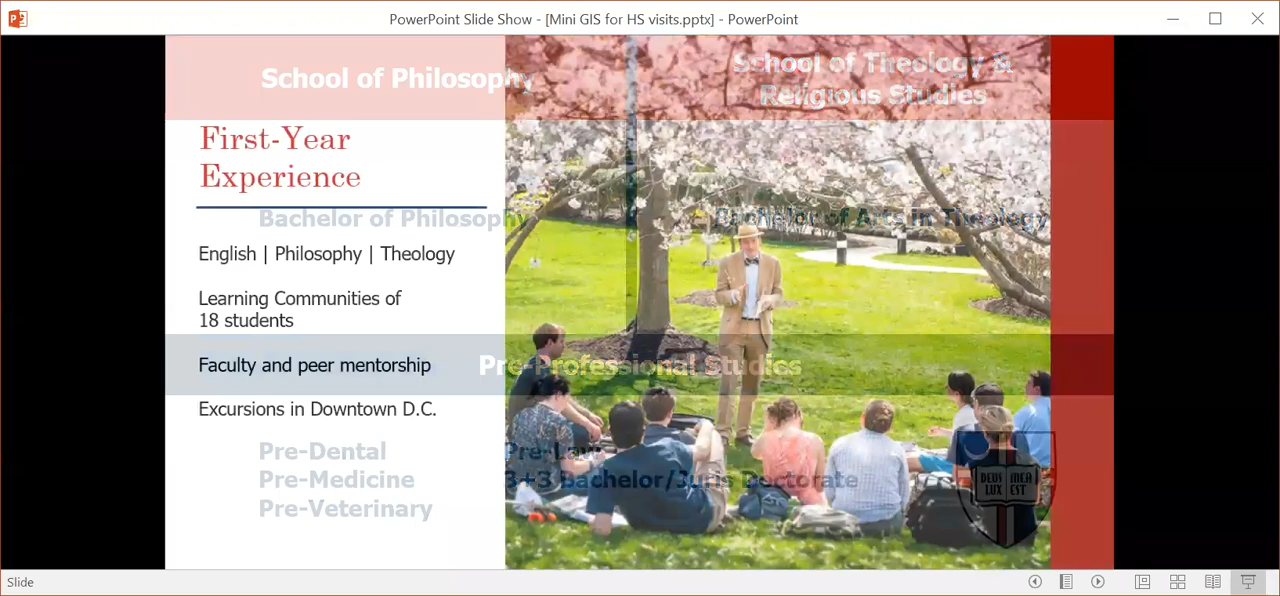 PowerPoint Slide Show - [Mini GIS for HS visits.pptx] - PowerPoint
School of Philosophy
School of Theology &
Religious Studies
First-Year
Experience
Bachelor of Philosophy
Bachelor of Arts in Theology
English | Philosophy | Theology
Learning Communities of
18 students
Faculty and peer mentorship
Pre-Professional Studies
Excursions in Downtown D.C.
Pre-Dental
Pre-Law
Pre-Medicine
3+3 Bachelor/Juris Doctorate
Pre-Veterinary
DEUS MEA
LUX EST
Slide